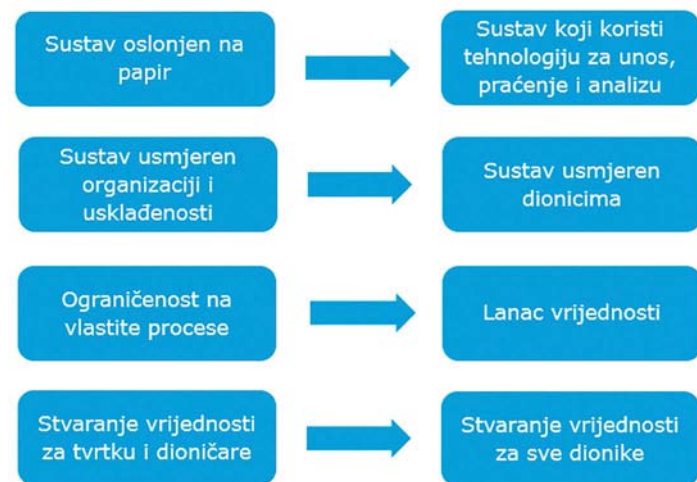 Sustav oslonjen na
papir
Sustav koji koristi
tehnologiju za unos,
praćenje i analizu
Sustav usmjeren
organizaciji i
usklađenosti
Sustav usmjeren
dionicima
Ograničenost na
vlastite procese
Lanac vrijednosti
Stvaranje vrijednosti
za tvrtku i dioničare
Stvaranje vrijednosti
za sve dionike